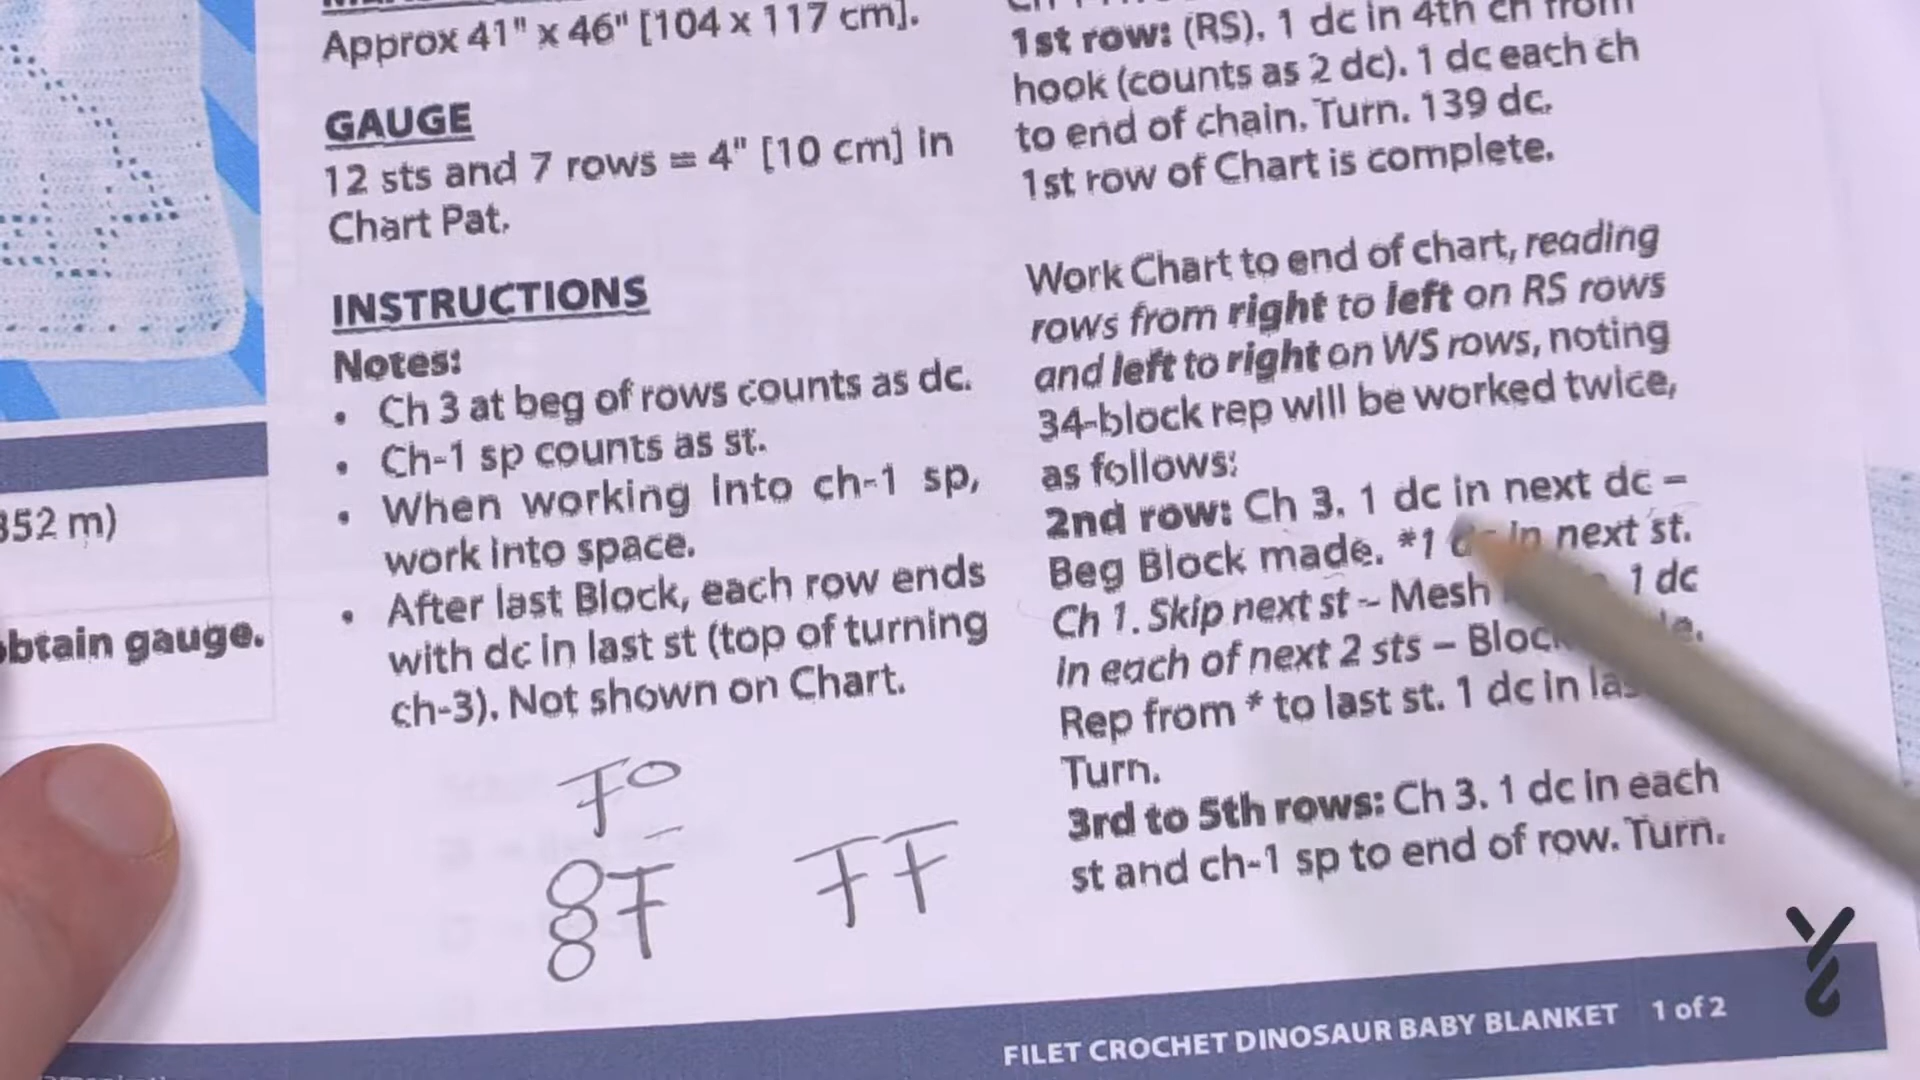 Approx 41" x 46" [104 x 117 cm].
GAUGE
12 sts and 7 rows = 4" [10 cm] in
Chart Pat.
INSTRUCTIONS
Notes:
• Ch 3 at beg of rows counts as dc.
• Ch-1 sp counts as st.
• When working into ch-1 sp,
work into space.
• After last Block, each row ends
with dc in last st (top of turning
ch-3). Not shown on Chart.
352 m)
obtain gauge.
1st row: (RS). 1 dc in 4th ch from
hook (counts as 2 dc). 1 dc each ch
to end of chain. Turn. 139 dc.
1st row of Chart is complete.
Work Chart to end of chart, reading
rows from right to left on RS rows
and left to right on WS rows, noting
34-block rep will be worked twice,
as follows:
2nd row: Ch 3. 1 dc in next dc –
Beg Block made. *1 dc in next st.
Ch 1. Skip next st – Mesh 1 dc
in each of next 2 sts – Block
Rep from * to last st. 1 dc in
Turn.
3rd to 5th rows: Ch 3. 1 dc in each
st and ch-1 sp to end of row. Turn.
FILET CROCHET DINOSAUR BABY BLANKET 1 of 2